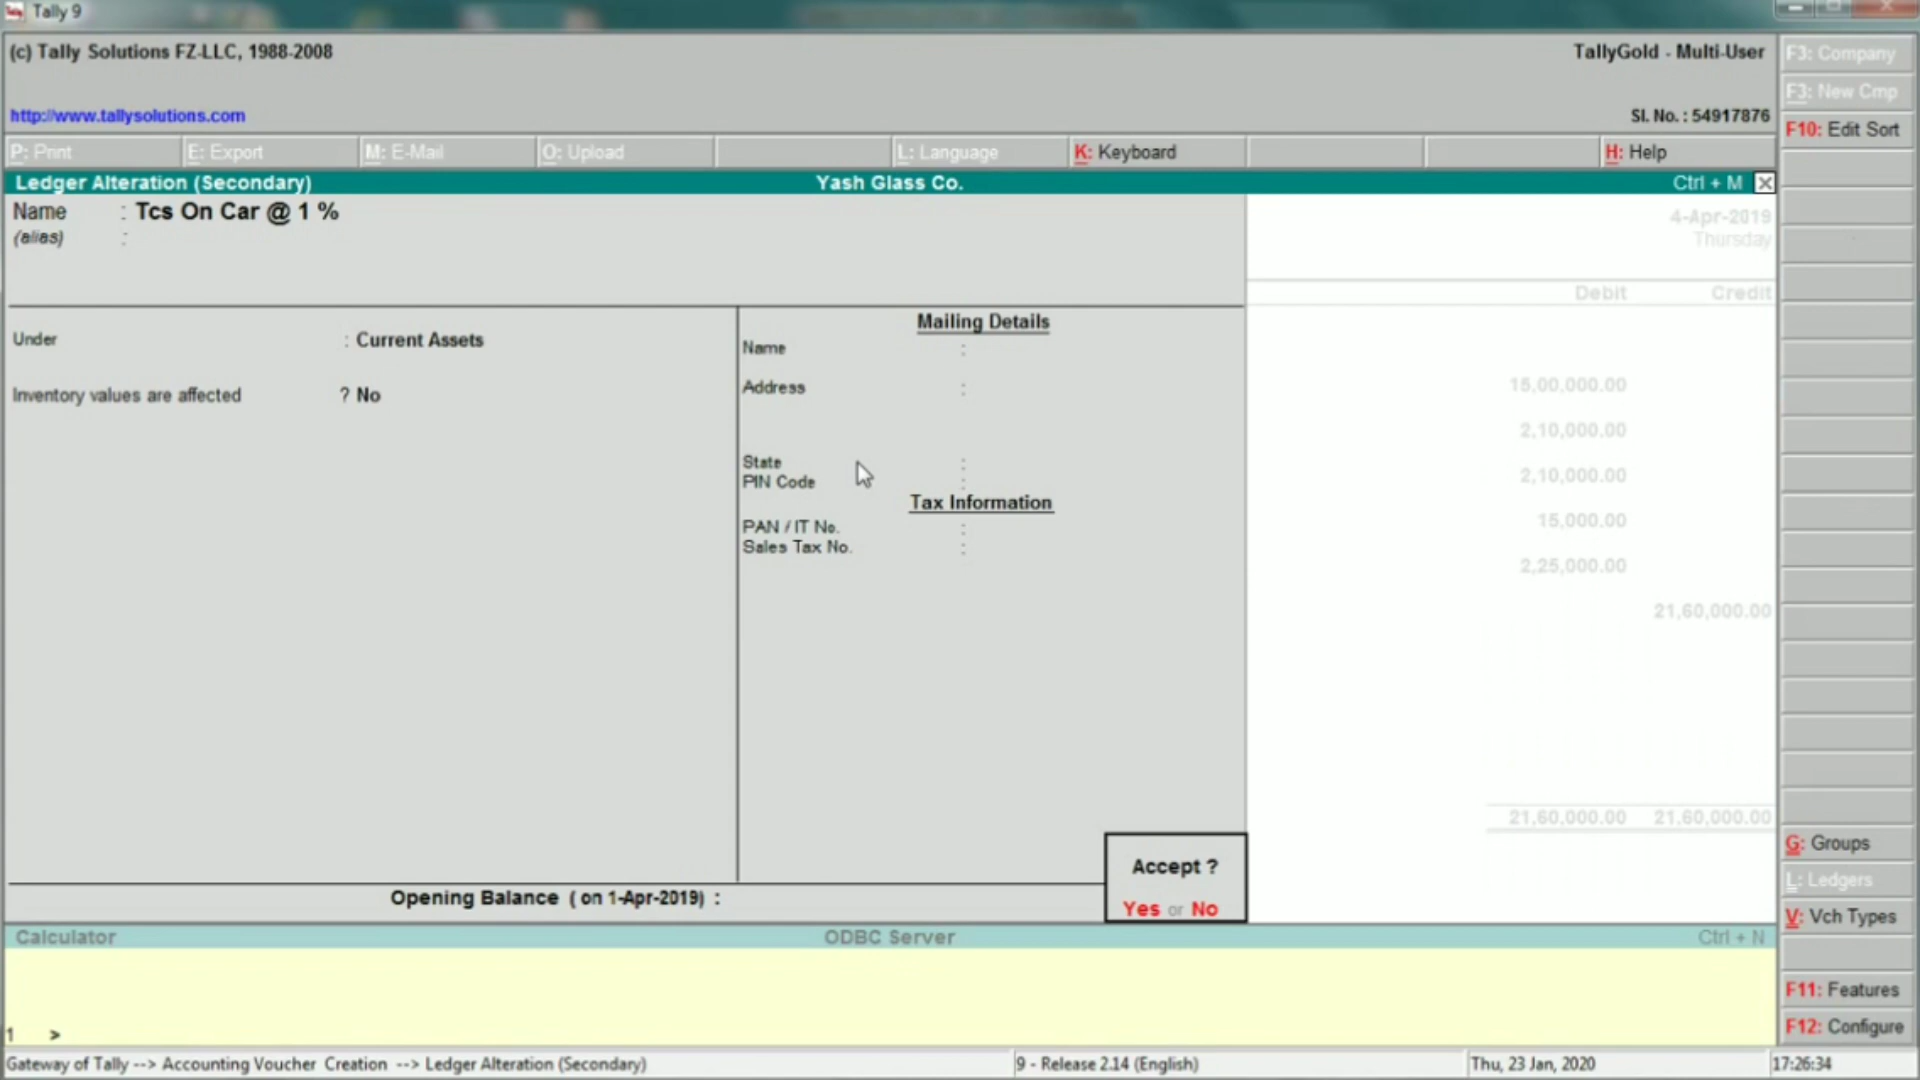 Tally 9
(c) Tally Solutions FZ-LLC, 1988-2008
TallyGold - Multi-User
http://www.tallysolutions.com
Sl. No. : 54917876
P: Print
E: Export
M: E-Mail
O: Upload
L: Language
K: Keyboard
H: Help
Ledger Alteration (Secondary)
Yash Glass Co.
Ctrl + M
Name : Tcs On Car @ 1 %
(alias) :
4-Apr-2019
Thursday
Debit Credit
Under : Current Assets
Inventory values are affected ? No
Mailing Details
Name :
Address :
State :
PIN Code :
Tax Information
PAN / IT No. :
Sales Tax No. :
15,00,000.00
2,10,000.00
2,10,000.00
15,000.00
2,25,000.00
21,60,000.00
21,60,000.00 21,60,000.00
Accept ?
Yes or No
Opening Balance ( on 1-Apr-2019) :
Calculator
ODBC Server
Ctrl + N
1 >
Gateway of Tally --> Accounting Voucher Creation --> Ledger Alteration (Secondary)
9 - Release 2.14 (English)
Thu, 23 Jan, 2020
17:26:34
F3: Company
F3: New Cmp
F10: Edit Sort
G: Groups
L: Ledgers
V: Vch Types
F11: Features
F12: Configure